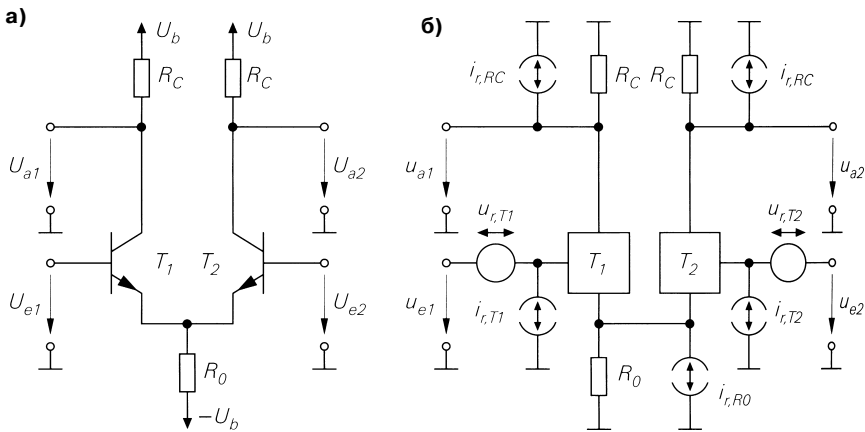 а)
U_b U_b
R_C R_C
U_a1 U_a2
T_1 T_2
U_e1 U_e2
R_0
–U_b
б)
i_r,RC R_C R_C i_r,RC
u_a1 u_a2
u_r,T1 u_r,T2
T_1 T_2
u_e1 i_r,T1 i_r,T2 u_e2
R_0 i_r,R0